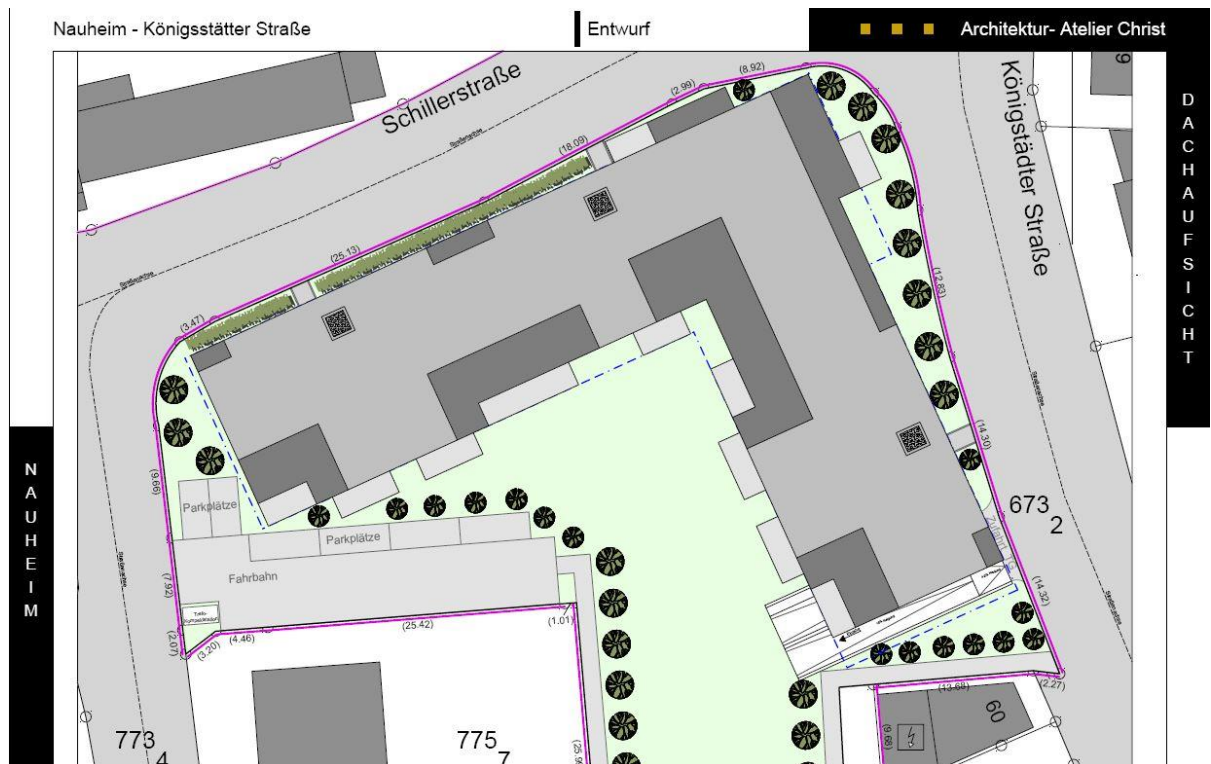 Nauheim - Königsstätter Straße
Entwurf
Architektur- Atelier Christ
DACHAUFSICHT
NAUHEIM
Schillerstraße
Königstädter Straße
9
(8.92)
(2.99)
(18.09)
(25.13)
(3.47)
(12.83)
(14.30)
(9.66)
Parkplätze
Parkplätze
Fahrbahn
673
2
Zufahrt TG
(14.32)
(7.92)
(2.07)
(3.20)
(4.46)
(25.42)
(1.01)
(13.68)
(2.27)
(9.68)
60
773
4
775
7